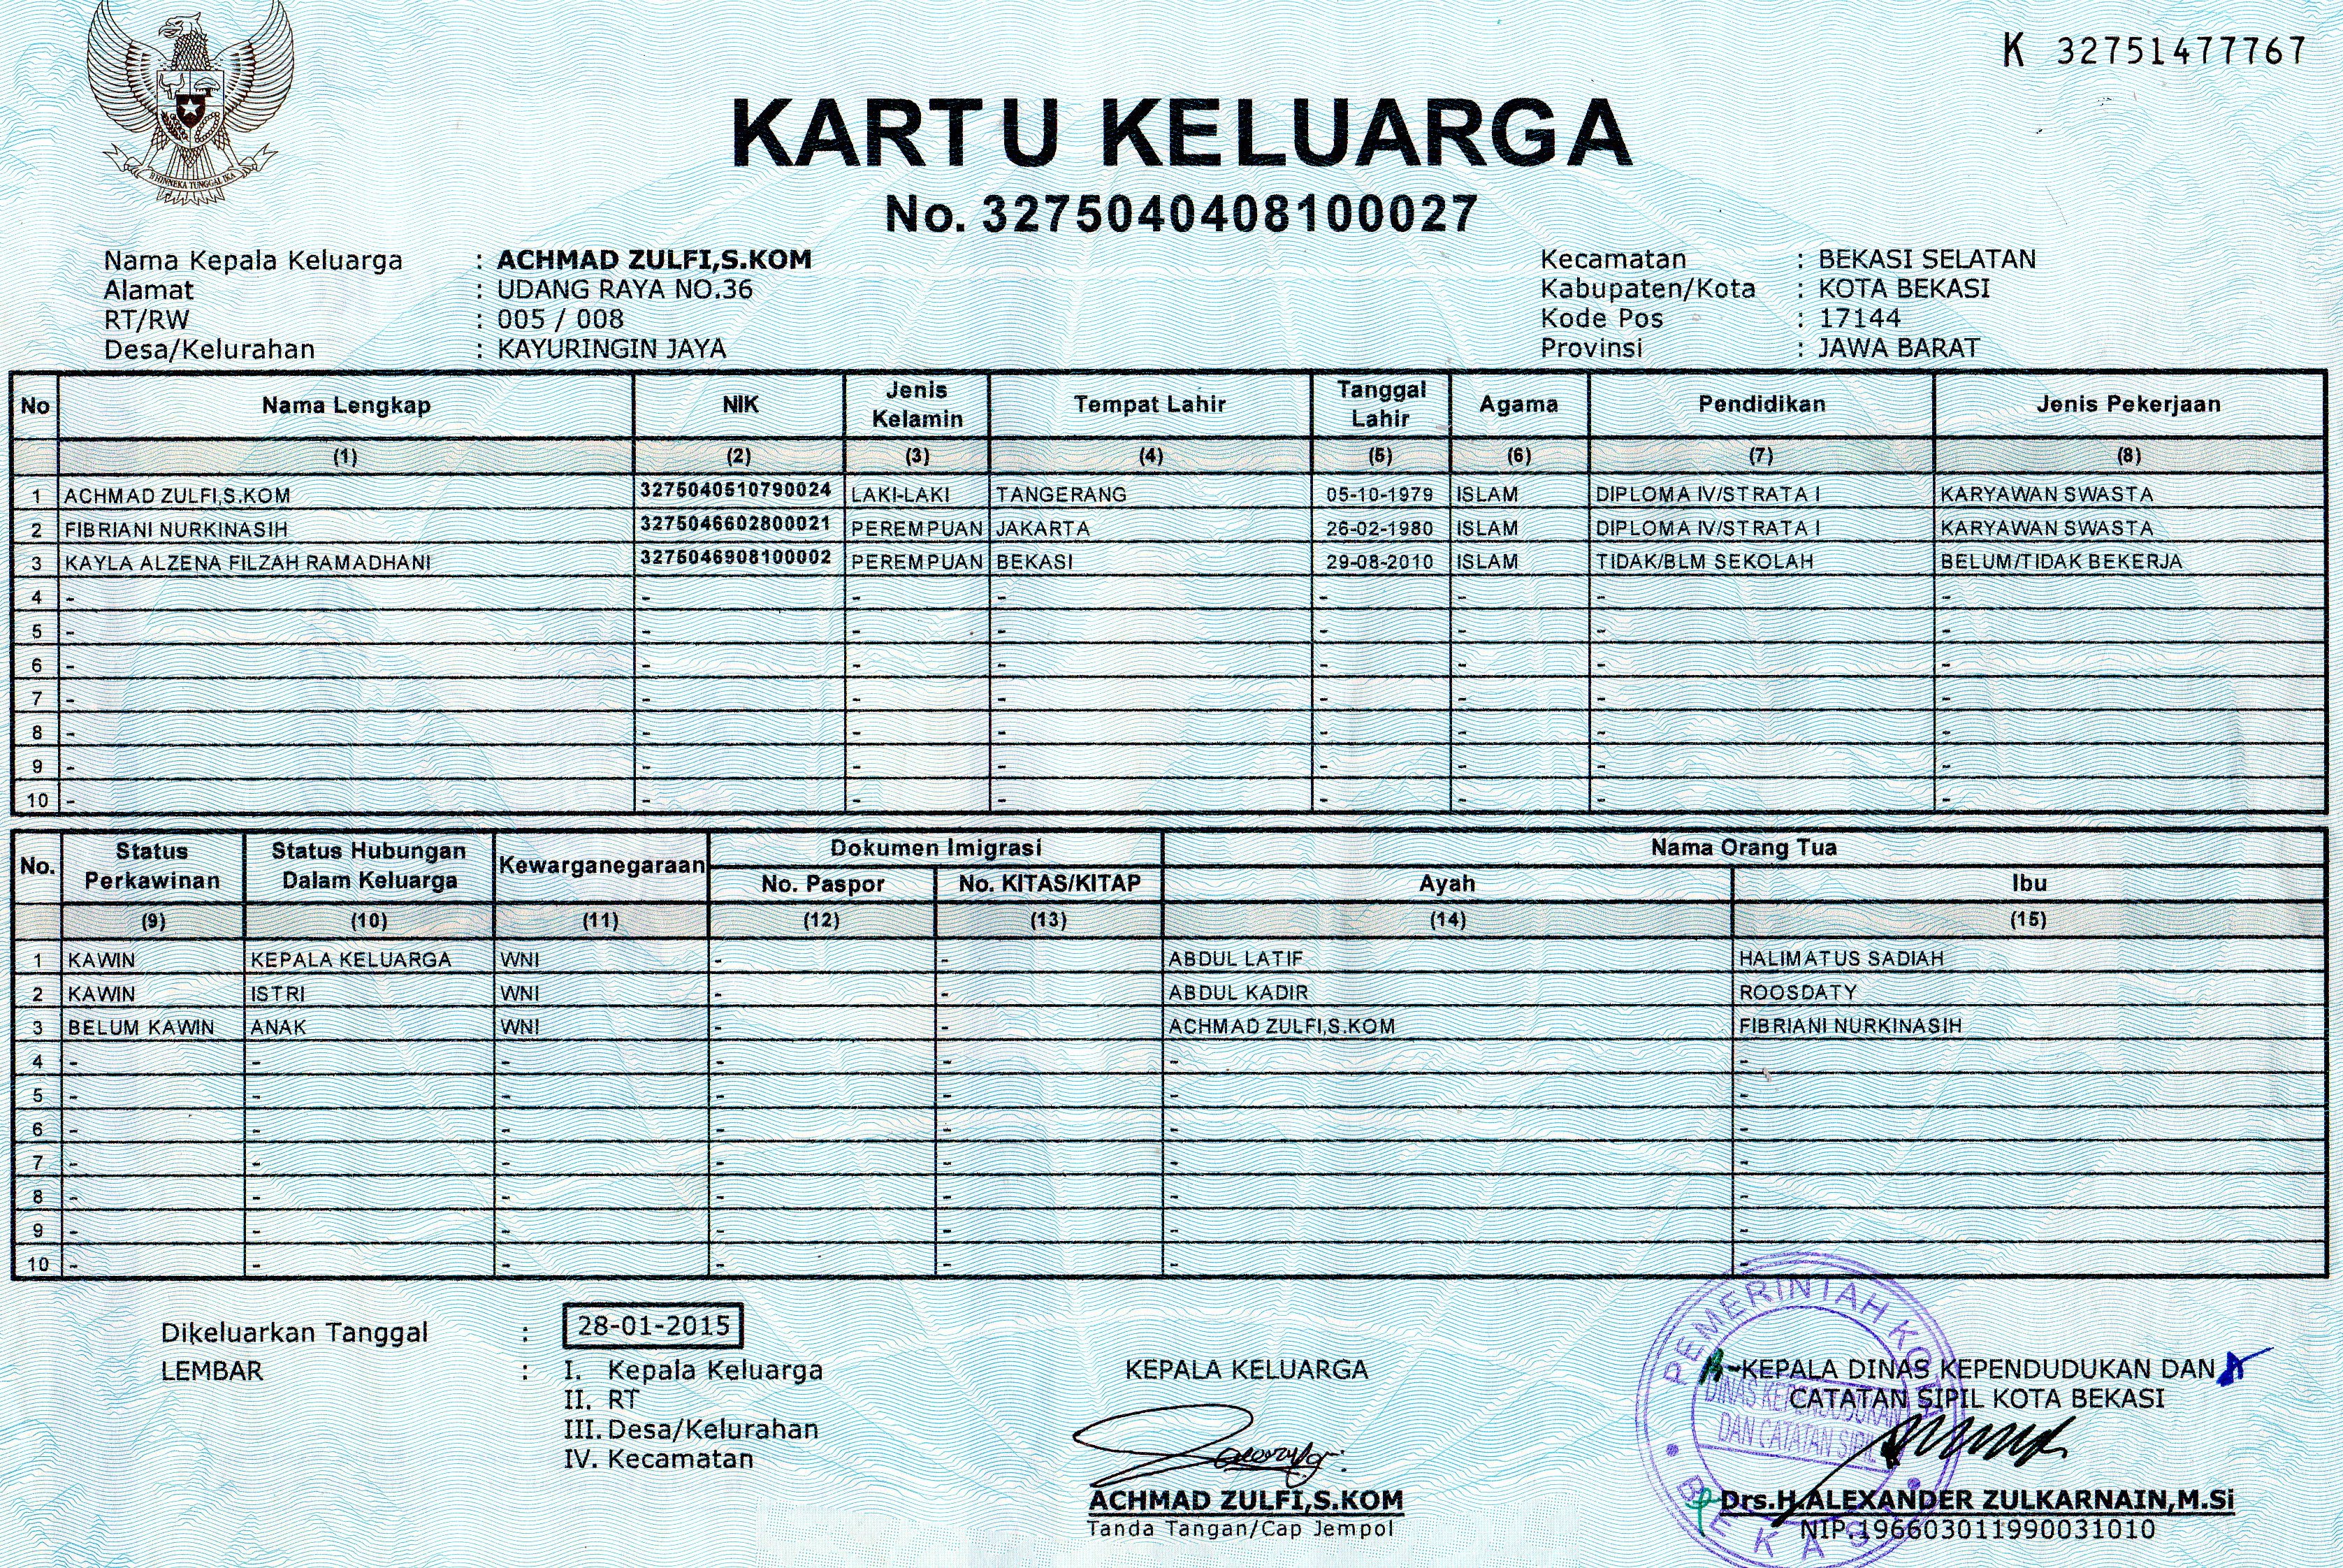 BHINNEKA TUNGGAL IKA
K 32751477767
KARTU KELUARGA
No. 3275040408100027
Nama Kepala Keluarga : ACHMAD ZULFI,S.KOM Kecamatan : BEKASI SELATAN
Alamat : UDANG RAYA NO.36 Kabupaten/Kota : KOTA BEKASI
RT/RW : 005 / 008 Kode Pos : 17144
Desa/Kelurahan : KAYURINGIN JAYA Provinsi : JAWA BARAT
No Nama Lengkap NIK Jenis Kelamin Tempat Lahir Tanggal Lahir Agama Pendidikan Jenis Pekerjaan
(1) (2) (3) (4) (5) (6) (7) (8)
1 ACHMAD ZULFI,S.KOM 3275040510790024 LAKI-LAKI TANGERANG 05-10-1979 ISLAM DIPLOMA IV/STRATA I KARYAWAN SWASTA
2 FIBRIANI NURKINASIH 3275046602800021 PEREMPUAN JAKARTA 26-02-1980 ISLAM DIPLOMA IV/STRATA I KARYAWAN SWASTA
3 KAYLA ALZENA FILZAH RAMADHANI 3275046908100002 PEREMPUAN BEKASI 29-08-2010 ISLAM TIDAK/BLM SEKOLAH BELUM/TIDAK BEKERJA
4 - - - - - - - -
5 - - - - - - - -
6 - - - - - - - -
7 - - - - - - - -
8 - - - - - - - -
9 - - - - - - - -
10 - - - - - - - -
No. Status Perkawinan Status Hubungan Dalam Keluarga Kewarganegaraan Dokumen Imigrasi Nama Orang Tua
No. Paspor No. KITAS/KITAP Ayah Ibu
(9) (10) (11) (12) (13) (14) (15)
1 KAWIN KEPALA KELUARGA WNI - - ABDUL LATIF HALIMATUS SADIAH
2 KAWIN ISTRI WNI - - ABDUL KADIR ROOSDATY
3 BELUM KAWIN ANAK WNI - - ACHMAD ZULFI,S.KOM FIBRIANI NURKINASIH
4 - - - - - - -
5 - - - - - - -
6 - - - - - - -
7 - - - - - - -
8 - - - - - - -
9 - - - - - - -
10 - - - - - - -
Dikeluarkan Tanggal : 28-01-2015
LEMBAR : I. Kepala Keluarga
II. RT
III. Desa/Kelurahan
IV. Kecamatan
KEPALA KELUARGA
ACHMAD ZULFI,S.KOM
Tanda Tangan/Cap Jempol
KEPALA DINAS KEPENDUDUKAN DAN
CATATAN SIPIL KOTA BEKASI
PEMERINTAH KOTA
DINAS KEPENDUDUKAN
DAN CATATAN SIPIL
BEKASI
Drs.H.ALEXANDER ZULKARNAIN,M.Si
NIP.196603011990031010